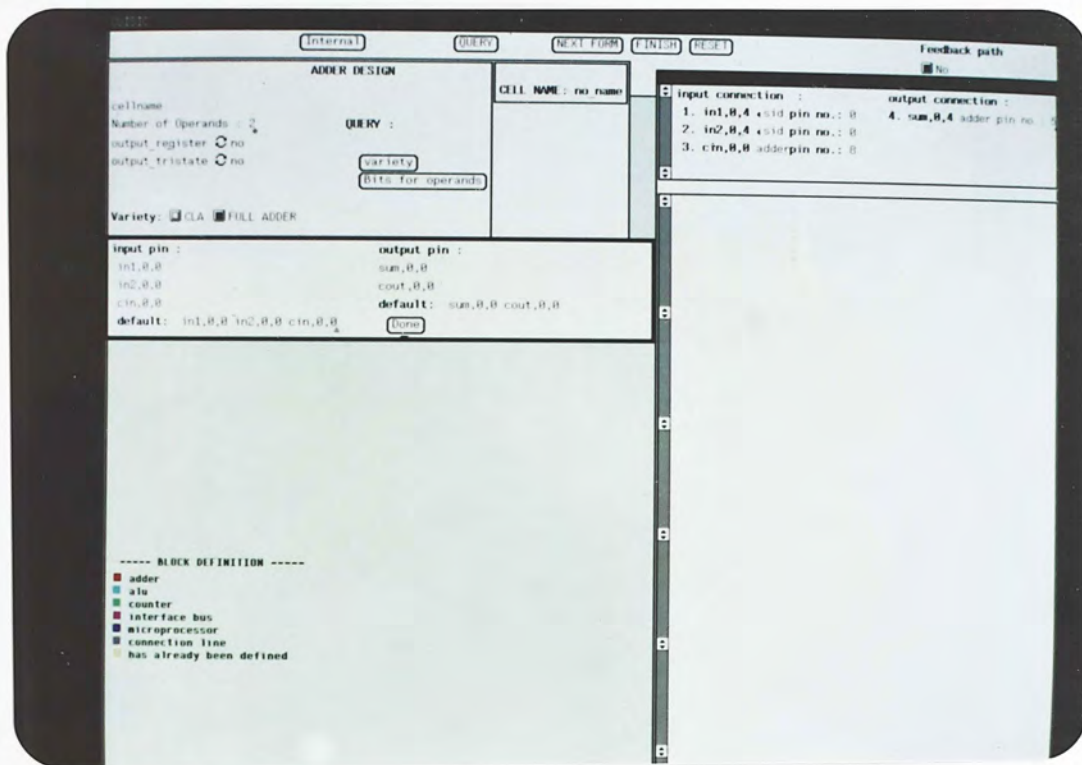 Internal QUERY NEXT FORM FINISH RESET
Feedback path
No
ADDER DESIGN
cellname
Number of Operands : 2
output_register no
output_tristate no
QUERY :
variety
Bits for operands
Variety: CLA FULL ADDER
CELL NAME: no_name
input connection :
1. in1,0,4 sid pin no.: 0
2. in2,0,4 sid pin no.: 0
3. cin,0,0 adderpin no.: 0
output connection :
4. sum,0,4 adder pin no.: 5
input pin :
in1,0,0
in2,0,0
cin,0,0
default: in1,0,0 in2,0,0 cin,0,0
output pin :
sum,0,0
cout,0,0
default: sum,0,0 cout,0,0
Done
----- BLOCK DEFINITION -----
adder
alu
counter
interface bus
microprocessor
connection line
has already been defined